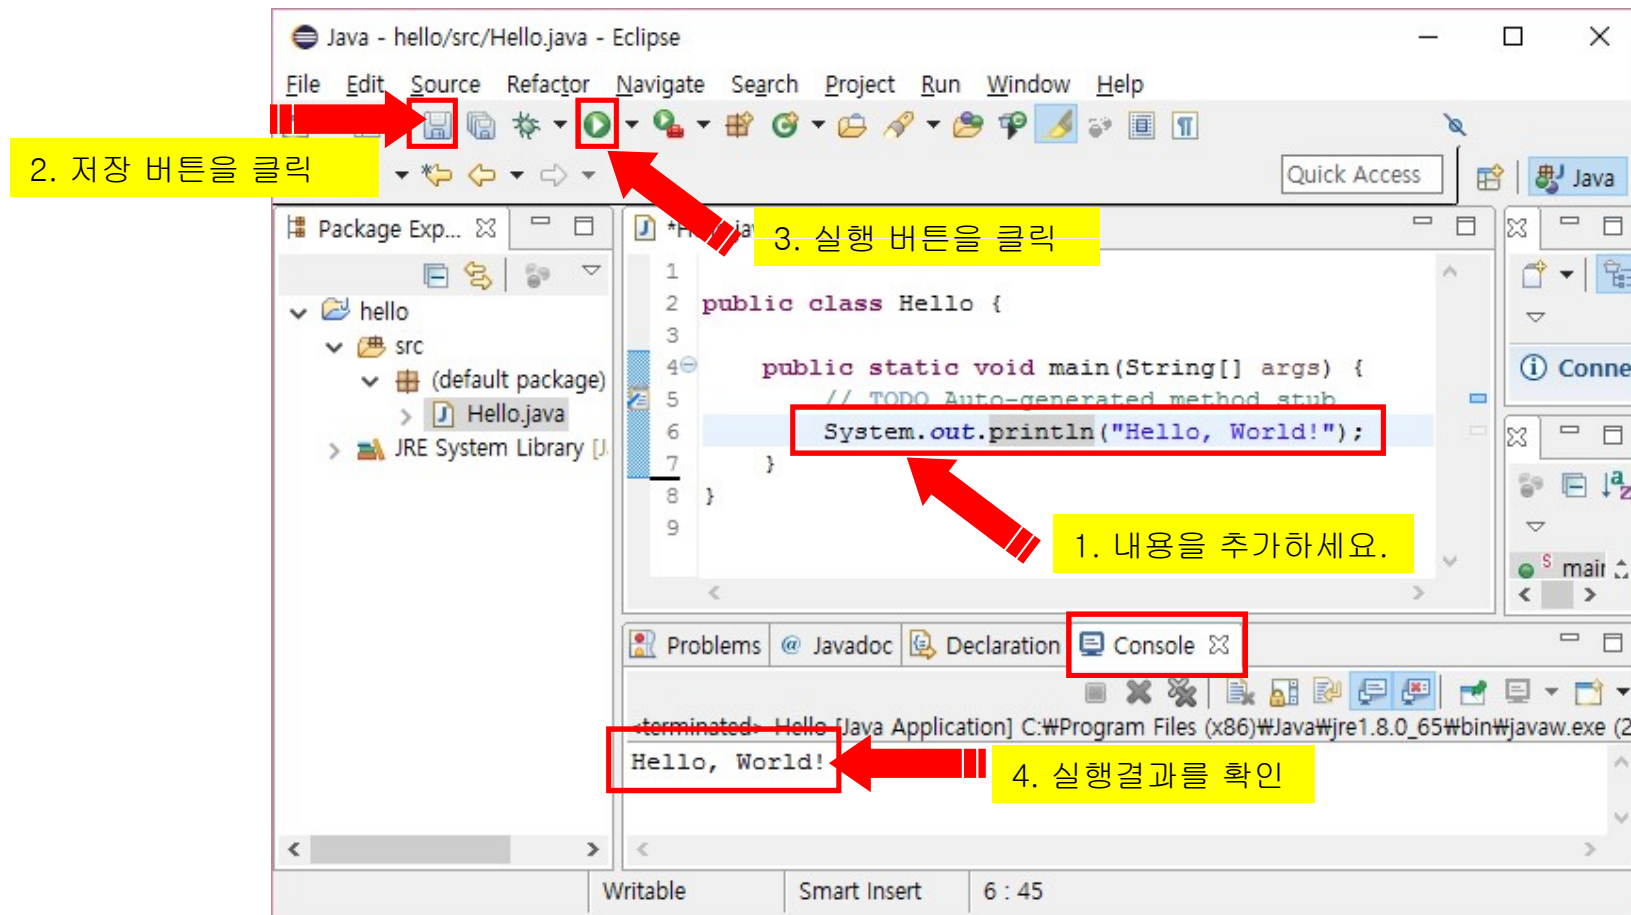 Java - hello/src/Hello.java - Eclipse
File Edit Source Refactor Navigate Search Project Run Window Help
2. 저장 버튼을 클릭
Quick Access
Java
Package Exp...
3. 실행 버튼을 클릭
hello
src
(default package)
Hello.java
JRE System Library [J
1
2 public class Hello {
3
4 public static void main(String[] args) {
5 // TODO Auto-generated method stub
6 System.out.println("Hello, World!");
7 }
8 }
9
1. 내용을 추가하세요.
Conne
main
Problems @ Javadoc Declaration Console
<terminated> Hello [Java Application] C:₩Program Files (x86)₩Java₩jre1.8.0_65₩bin₩javaw.exe (2
Hello, World!
4. 실행결과를 확인
Writable Smart Insert 6 : 45